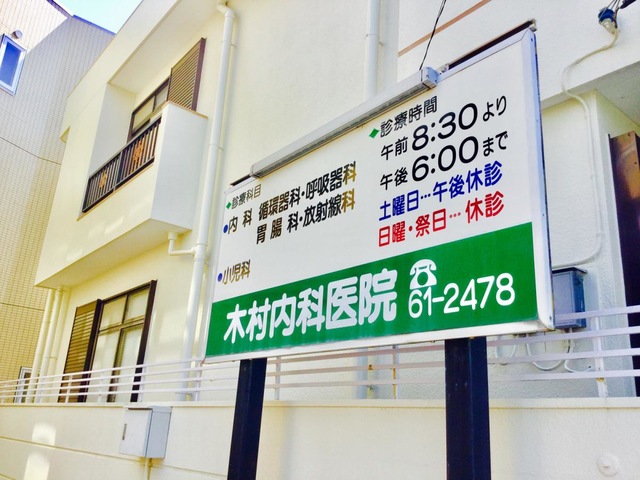 ◆診療科目
●内科 循環器科・呼吸器科
胃腸科・放射線科
●小児科
◆診療時間
午前8:30より
午後6:00まで
土曜日…午後休診
日曜・祭日…休診
木村内科医院 ☎61-2478